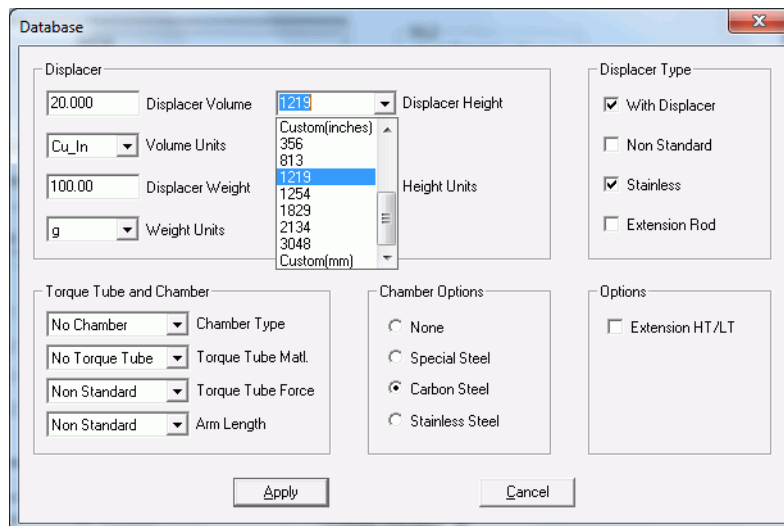 Database
Displacer
20.000 Displacer Volume 1219 Displacer Height
Cu_In Volume Units
100.00 Displacer Weight Height Units
g Weight Units
Custom(inches)
356
813
1219
1254
1829
2134
3048
Custom(mm)
Displacer Type
With Displacer
Non Standard
Stainless
Extension Rod
Torque Tube and Chamber
No Chamber Chamber Type
No Torque Tube Torque Tube Matl.
Non Standard Torque Tube Force
Non Standard Arm Length
Chamber Options
None
Special Steel
Carbon Steel
Stainless Steel
Options
Extension HT/LT
Apply
Cancel